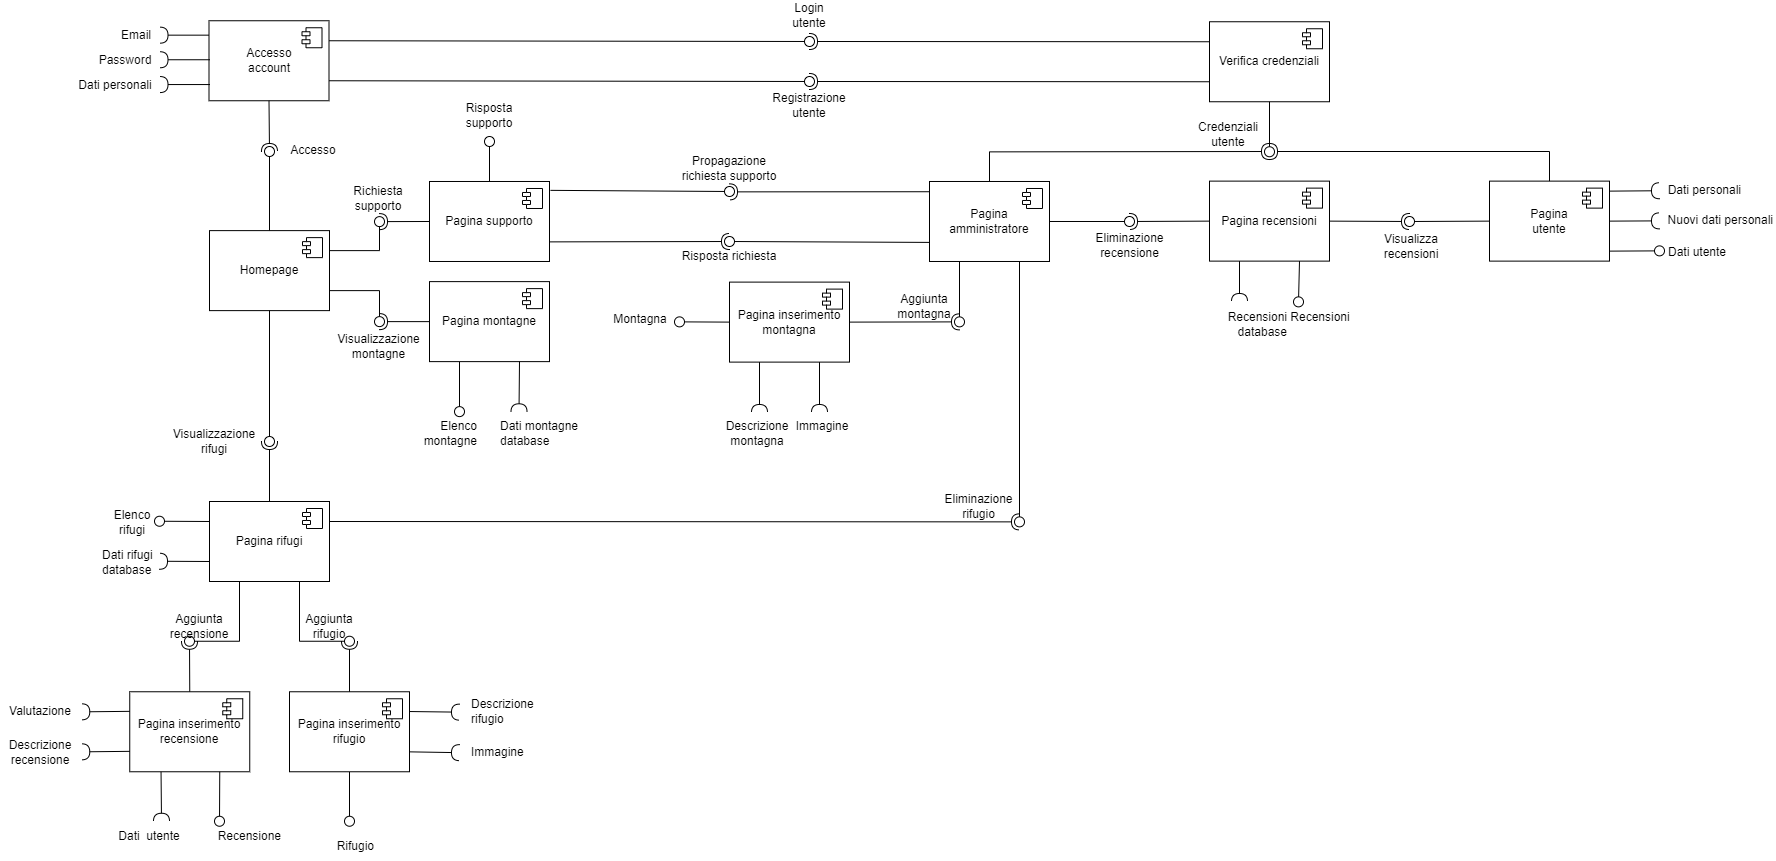 Login
utente
Email
Password
Dati personali
Accesso
account
Verifica credenziali
Registrazione
utente
Risposta
supporto
Credenziali
utente
Accesso
Propagazione
richiesta supporto
Richiesta
supporto
Pagina supporto
Pagina
amministratore
Pagina recensioni
Pagina
utente
Dati personali
Nuovi dati personali
Dati utente
Eliminazione
recensione
Visualizza
recensioni
Risposta richiesta
Homepage
Visualizzazione
montagne
Pagina montagne
Montagna
Pagina inserimento
montagna
Aggiunta
montagna
Recensioni
database
Recensioni
Elenco
montagne
Dati montagne
database
Descrizione
montagna
Immagine
Visualizzazione
rifugi
Eliminazione
rifugio
Elenco
rifugi
Dati rifugi
database
Pagina rifugi
Aggiunta
recensione
Aggiunta
rifugio
Valutazione
Descrizione
recensione
Pagina inserimento
recensione
Pagina inserimento
rifugio
Descrizione
rifugio
Immagine
Dati  utente
Recensione
Rifugio